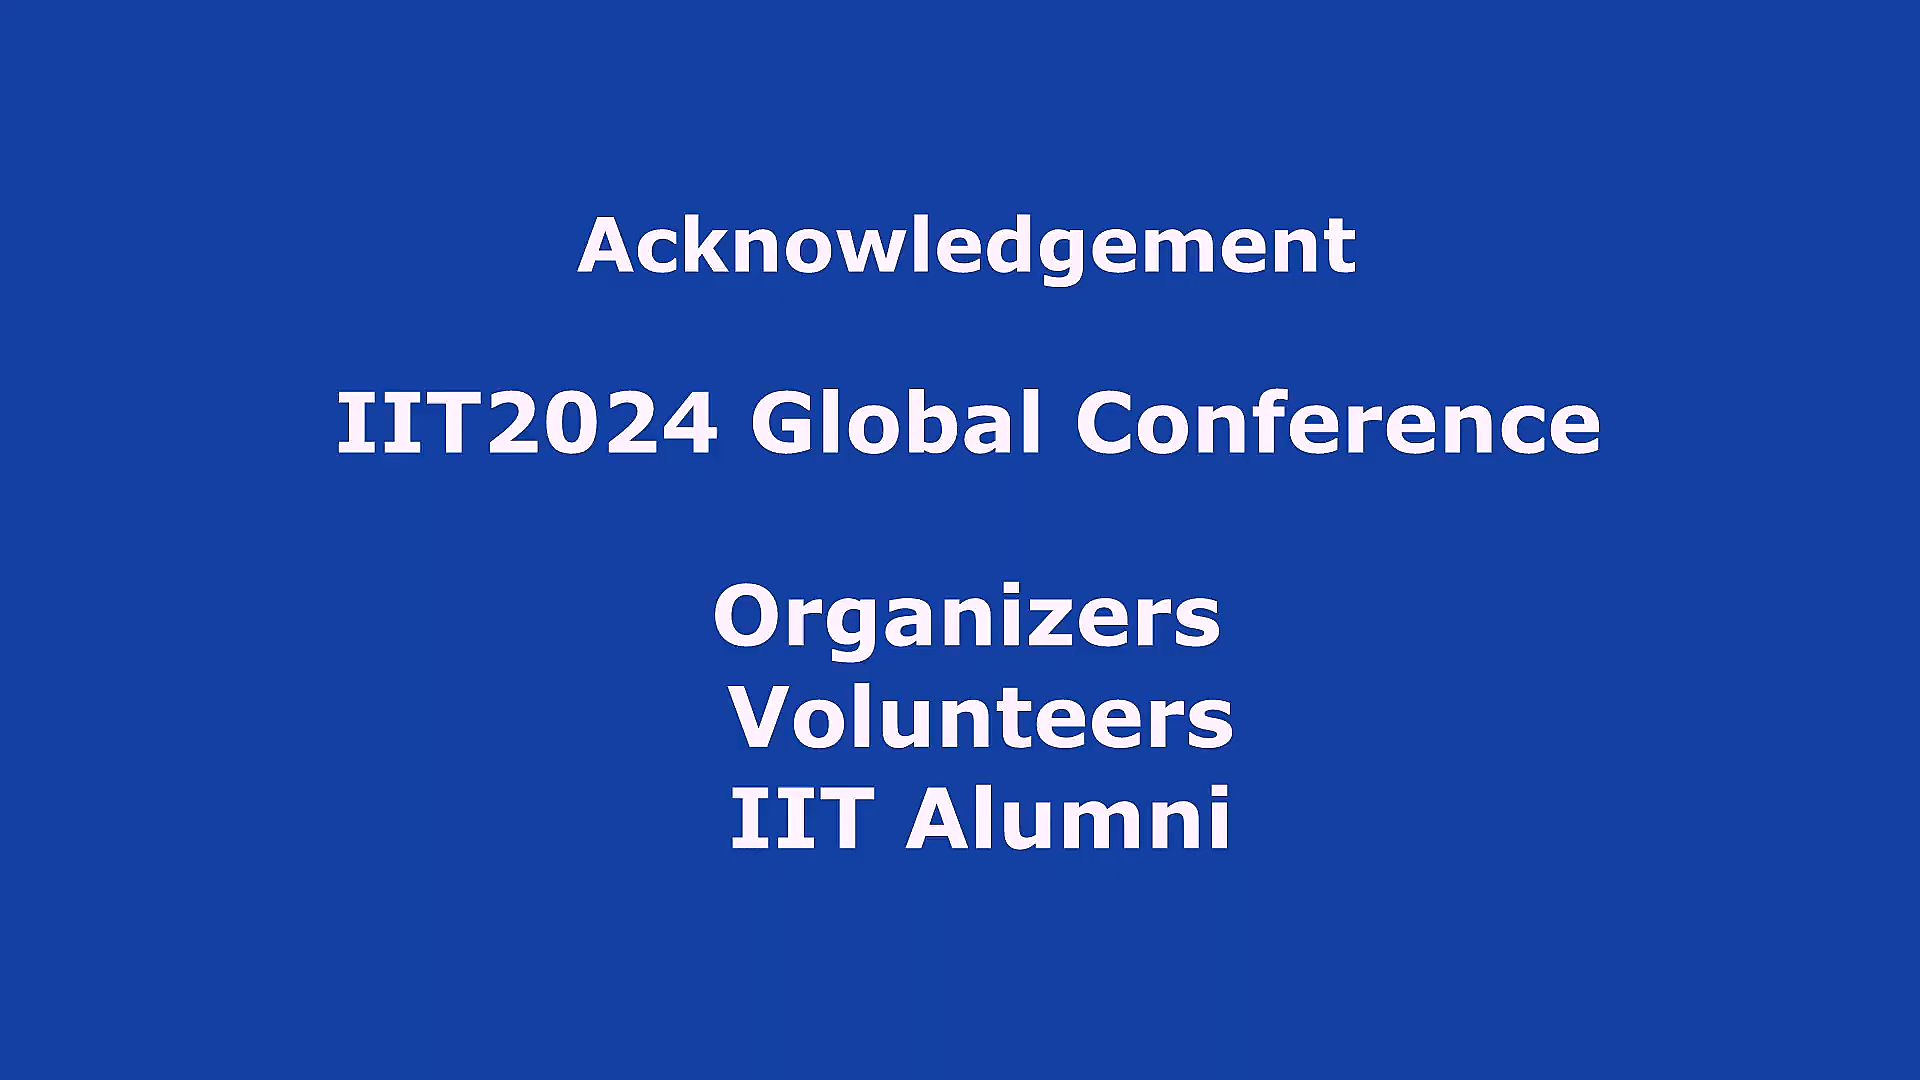 Acknowledgement
IIT2024 Global Conference
Organizers
Volunteers
IIT Alumni